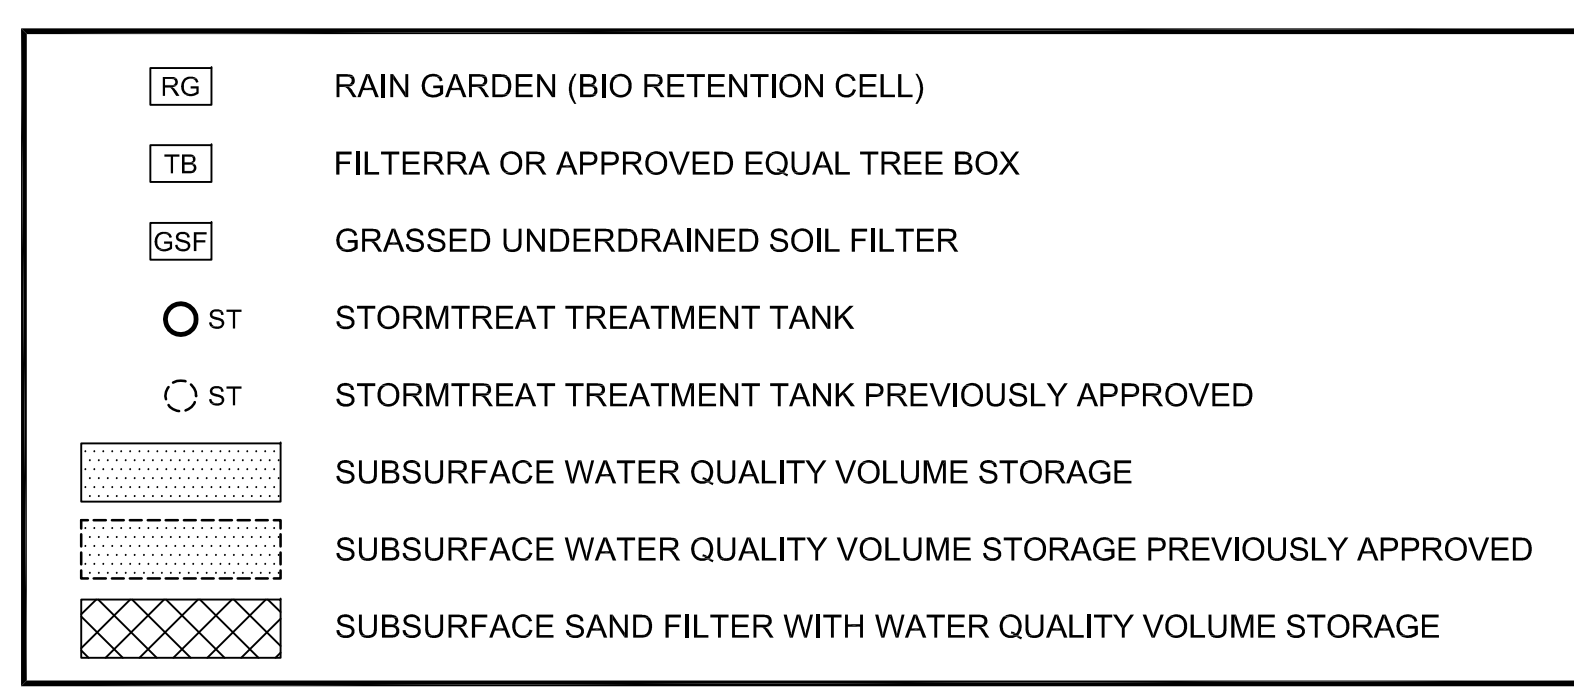 RG RAIN GARDEN (BIO RETENTION CELL)
TB FILTERRA OR APPROVED EQUAL TREE BOX
GSF GRASSED UNDERDRAINED SOIL FILTER
ST STORMTREAT TREATMENT TANK
ST STORMTREAT TREATMENT TANK PREVIOUSLY APPROVED
SUBSURFACE WATER QUALITY VOLUME STORAGE
SUBSURFACE WATER QUALITY VOLUME STORAGE PREVIOUSLY APPROVED
SUBSURFACE SAND FILTER WITH WATER QUALITY VOLUME STORAGE